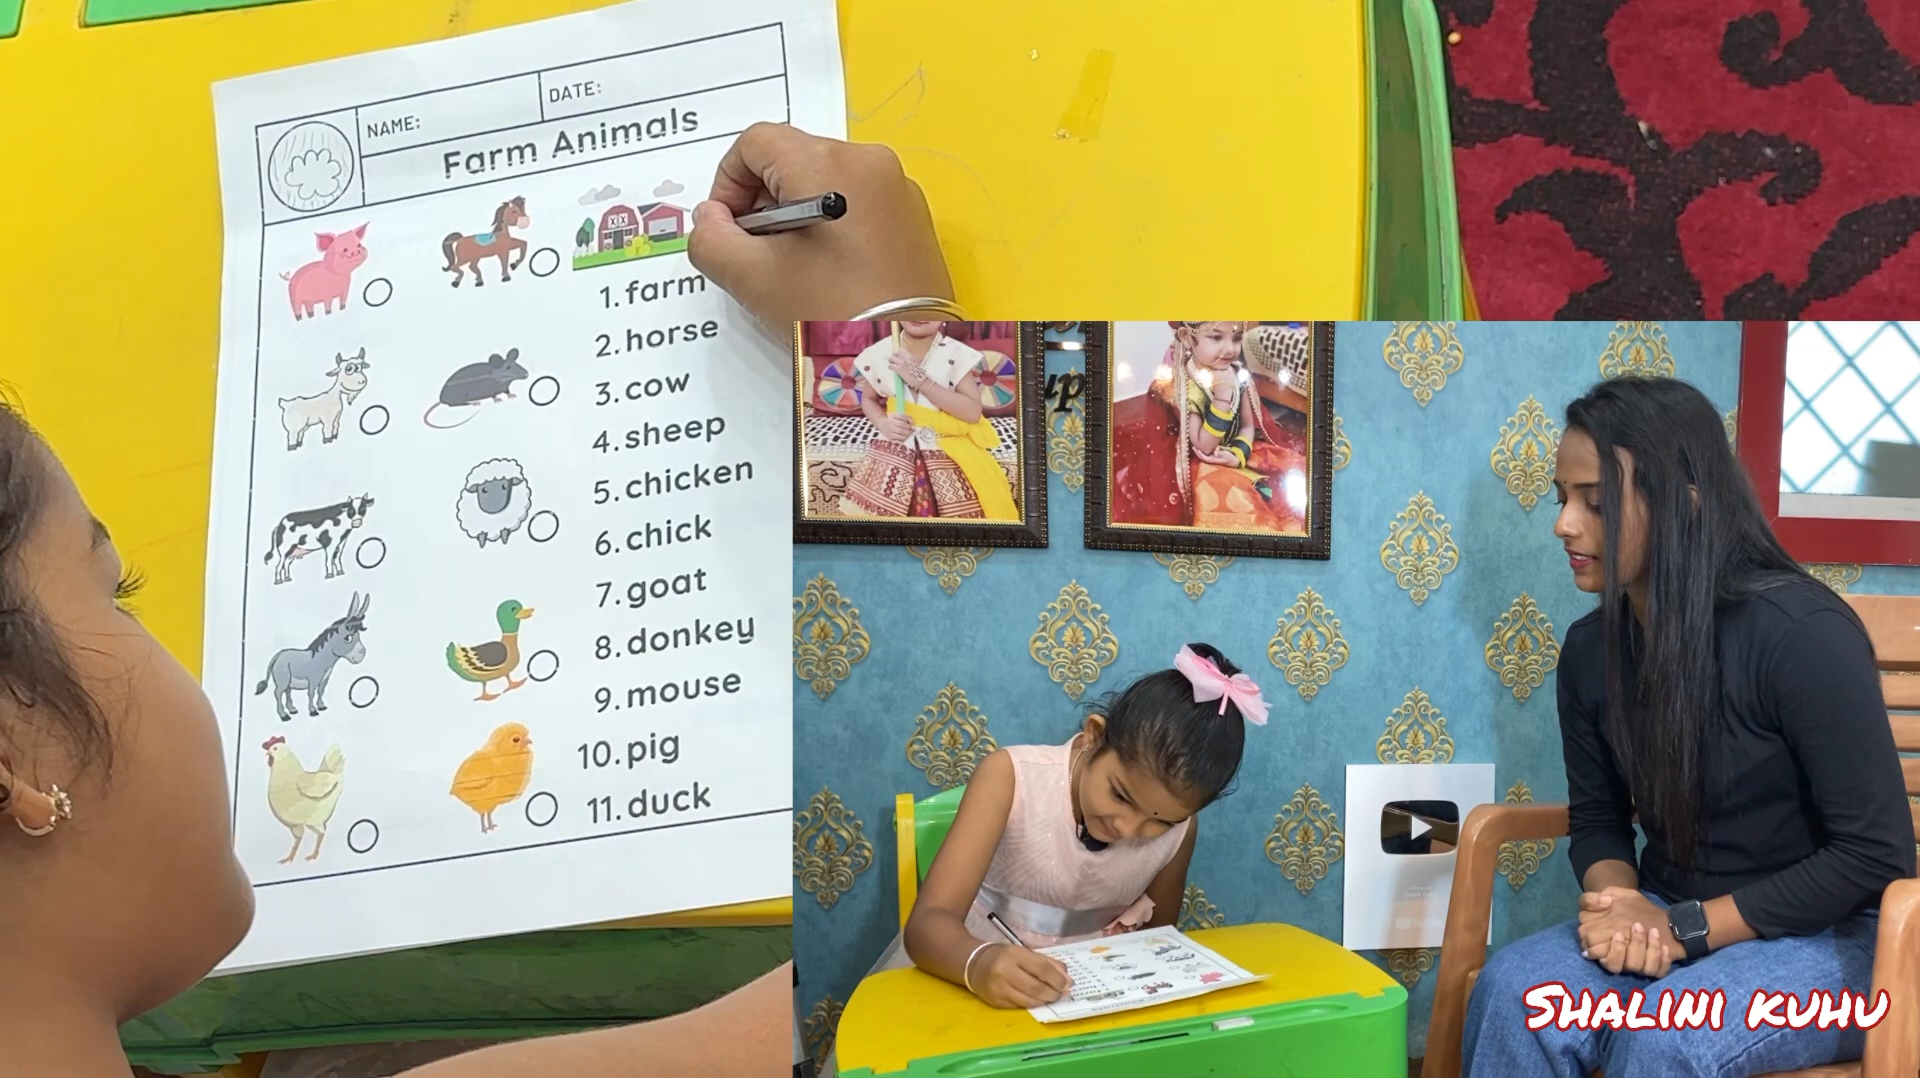 NAME:
DATE:
Farm Animals
1. farm
2. horse
3. cow
4. sheep
5. chicken
6. chick
7. goat
8. donkey
9. mouse
10. pig
11. duck
up
SHALINI KUHU